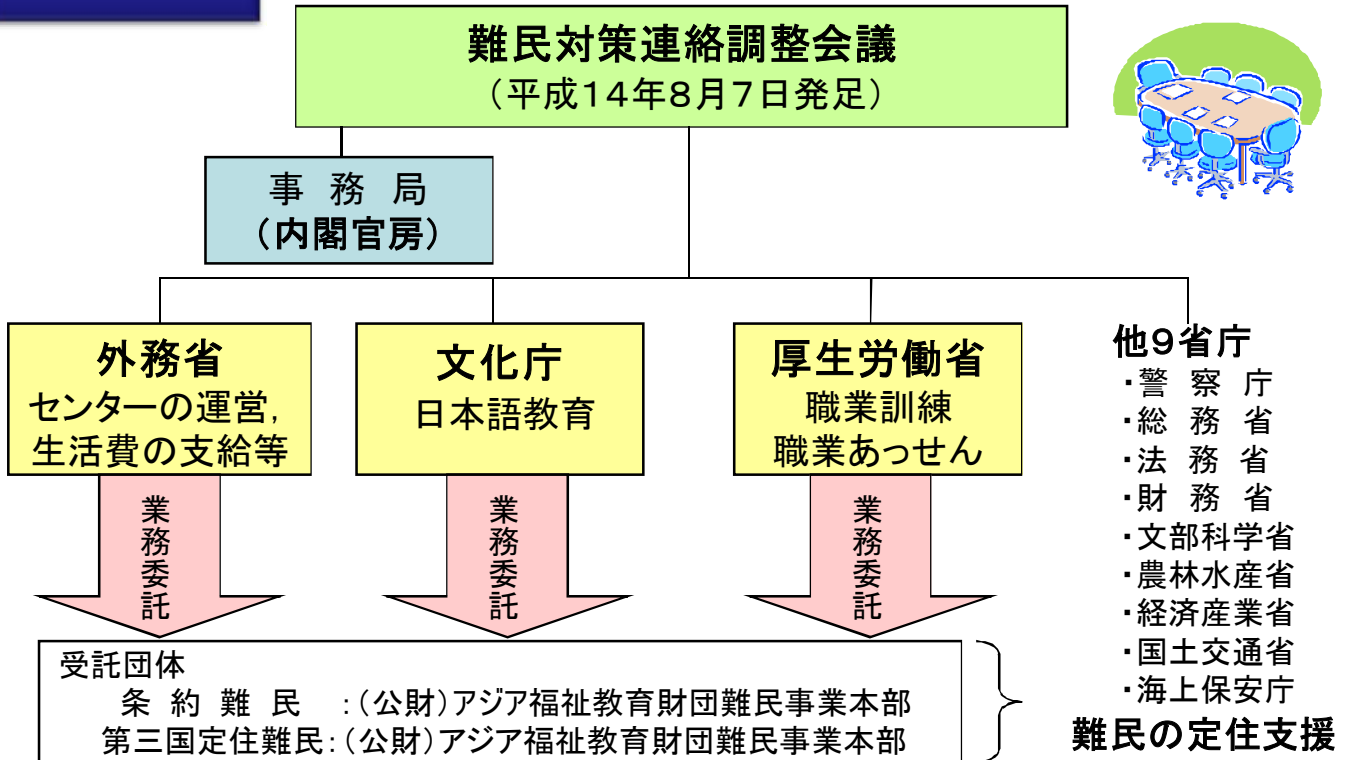 難民対策連絡調整会議
（平成１４年８月７日発足）
事 務 局
（内閣官房）
外務省
センターの運営，
生活費の支給等
文化庁
日本語教育
厚生労働省
職業訓練
職業あっせん
他９省庁
・警 察 庁
・総 務 省
・法 務 省
・財 務 省
・文部科学省
・農林水産省
・経済産業省
・国土交通省
・海上保安庁
業務委託
業務委託
業務委託
受託団体
条 約 難 民 ：（公財）アジア福祉教育財団難民事業本部
第三国定住難民：（公財）アジア福祉教育財団難民事業本部
難民の定住支援